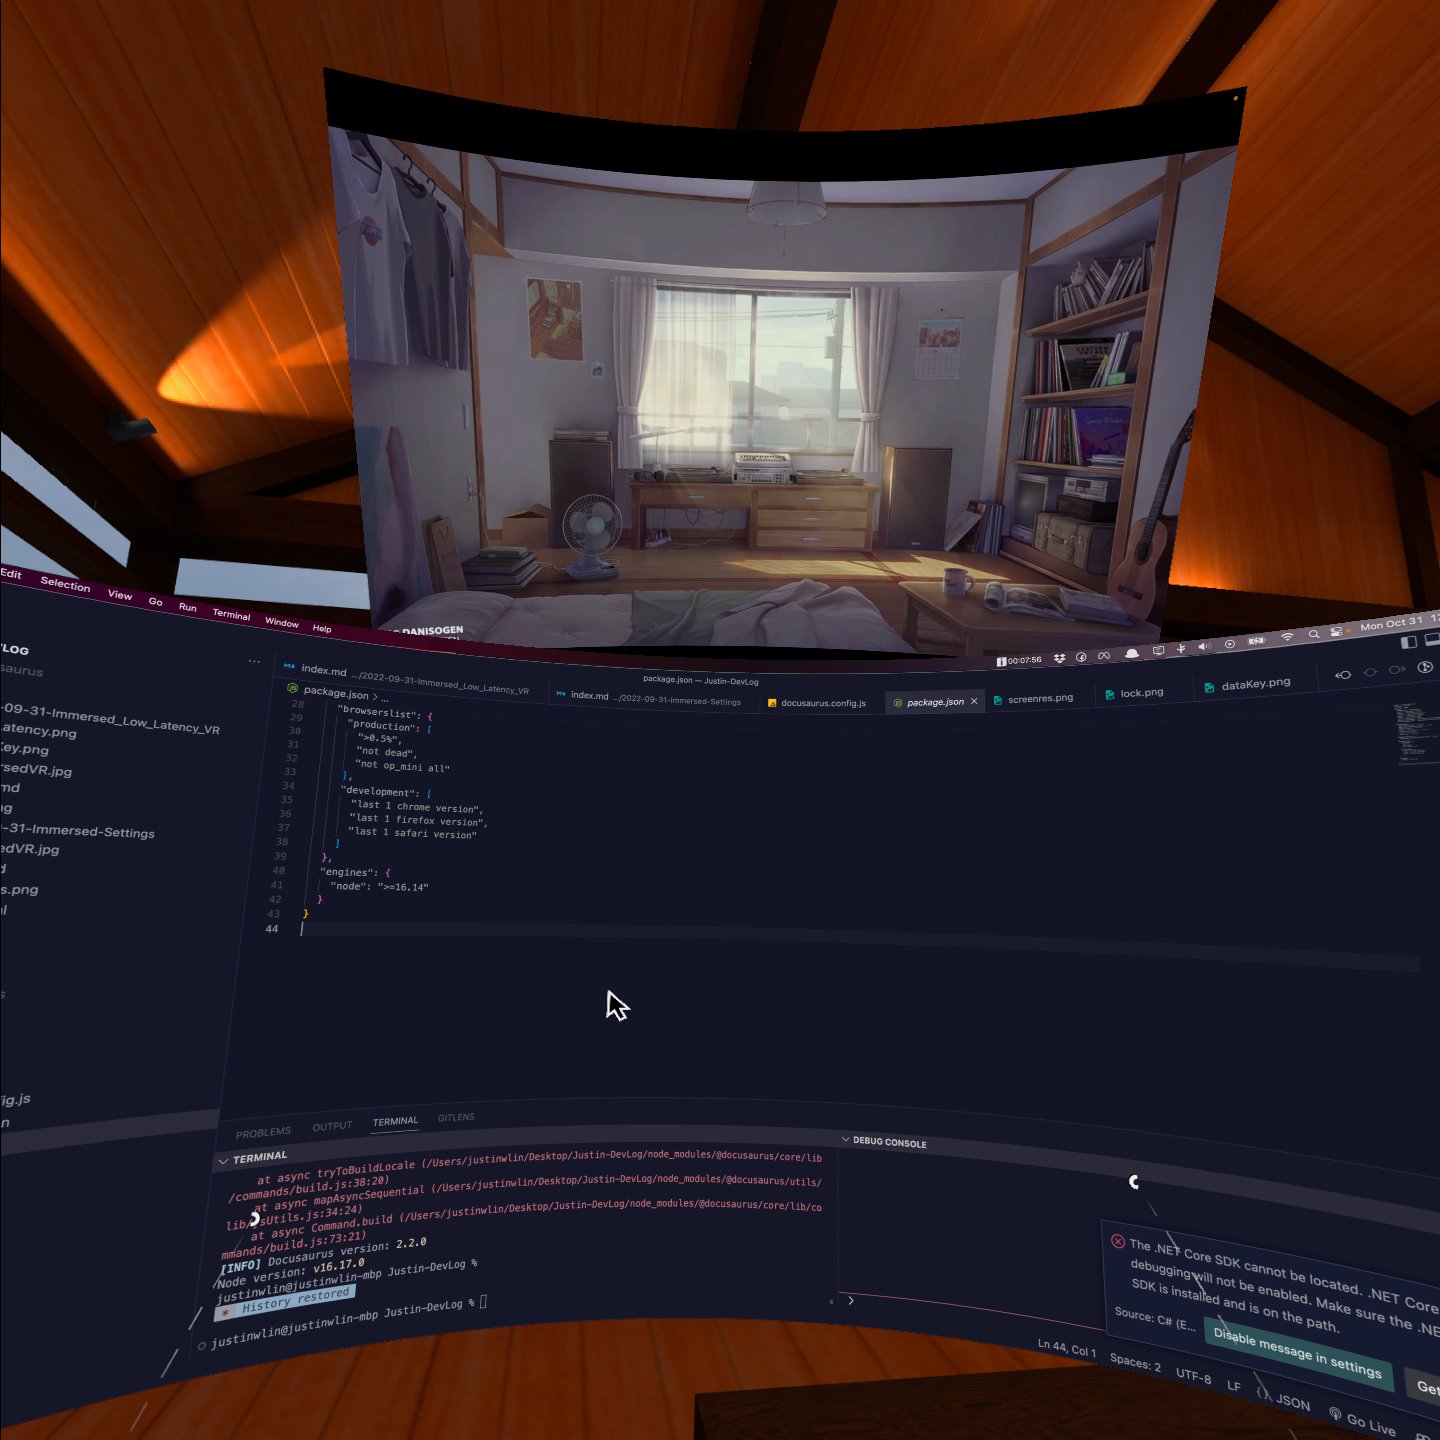 DANISOGEN
Edit Selection View Go Run Terminal Window Help
00:07:56
Mon Oct 31
package.json — Justin-DevLog
LOG
saurus
-09-31-Immersed_Low_Latency_VR
atency.png
ey.png
rsedVR.jpg
md
ng
-31-Immersed-Settings
edVR.jpg
d
s.png
l
s
ig.js
n
index.md .../2022-09-31-Immersed_Low_Latency_VR
index.md .../2022-09-31-Immersed-Settings
docusaurus.config.js
package.json
screenres.png
lock.png
dataKey.png
package.json > ...
28 "browserslist": {
29 "production": [
30 ">0.5%",
31 "not dead",
32 "not op_mini all"
33 ],
34 "development": [
35 "last 1 chrome version",
36 "last 1 firefox version",
37 "last 1 safari version"
38 ]
39 },
40 "engines": {
41 "node": ">=16.14"
42 }
43 }
44
PROBLEMS OUTPUT TERMINAL GITLENS
TERMINAL
at async tryToBuildLocale (/Users/justinwlin/Desktop/Justin-DevLog/node_modules/@docusaurus/core/lib
/commands/build.js:38:20)
at async mapAsyncSequential (/Users/justinwlin/Desktop/Justin-DevLog/node_modules/@docusaurus/utils/
lib/jsUtils.js:34:24)
at async Command.build (/Users/justinwlin/Desktop/Justin-DevLog/node_modules/@docusaurus/core/lib/co
mmands/build.js:73:21)
[INFO] Docusaurus version: 2.2.0
Node version: v16.17.0
justinwlin@justinwlin-mbp Justin-DevLog %
* History restored
justinwlin@justinwlin-mbp Justin-DevLog %
DEBUG CONSOLE
The .NET Core SDK cannot be located. .NET Core
debugging will not be enabled. Make sure the .NE
SDK is installed and is on the path.
Source: C# (E...
Disable message in settings
Get
Ln 44, Col 1 Spaces: 2 UTF-8 LF {} JSON Go Live